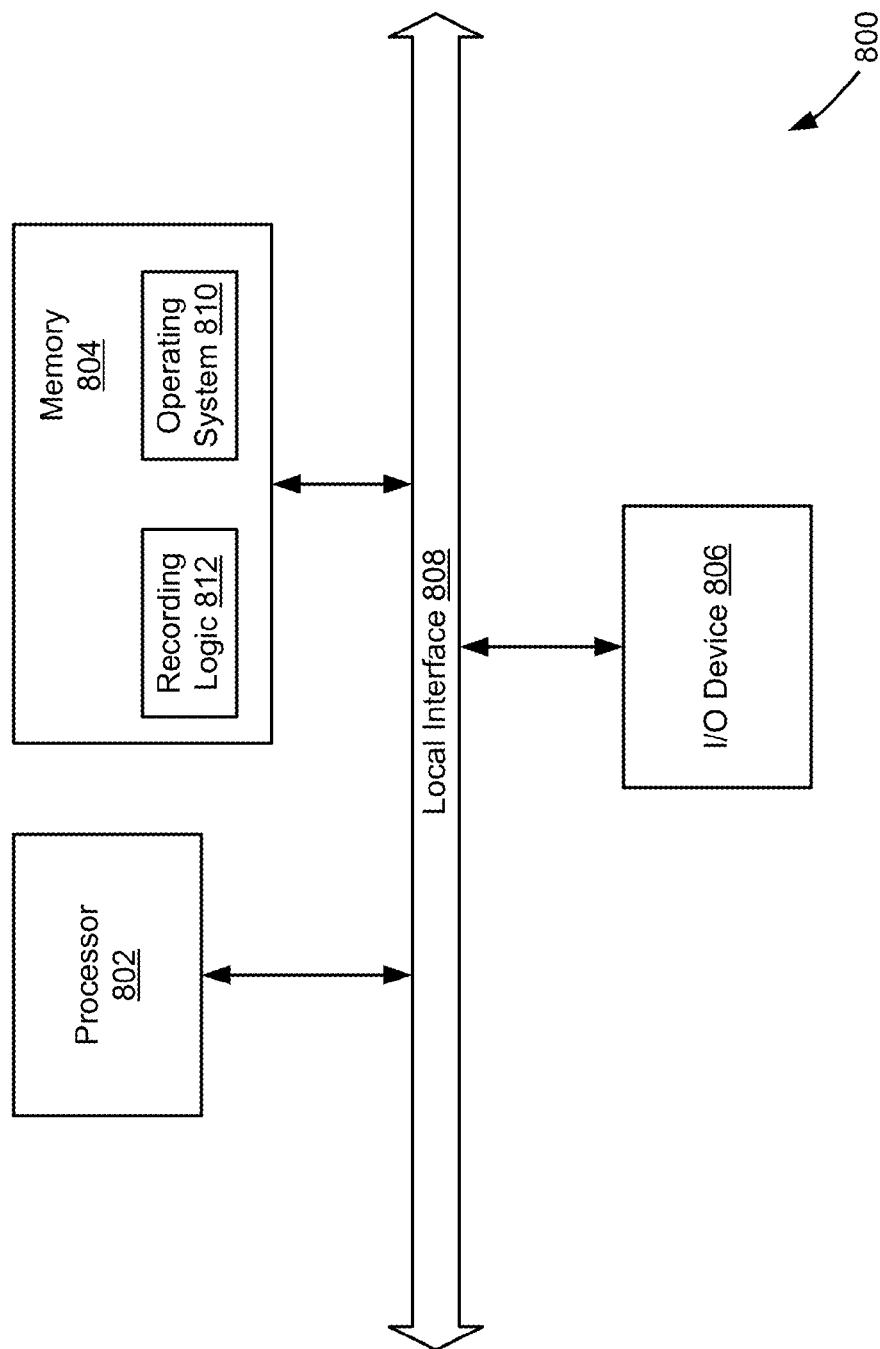 Processor
802
Memory
804
Recording
Logic 812
Operating
System 810
Local Interface 808
I/O Device 806
800